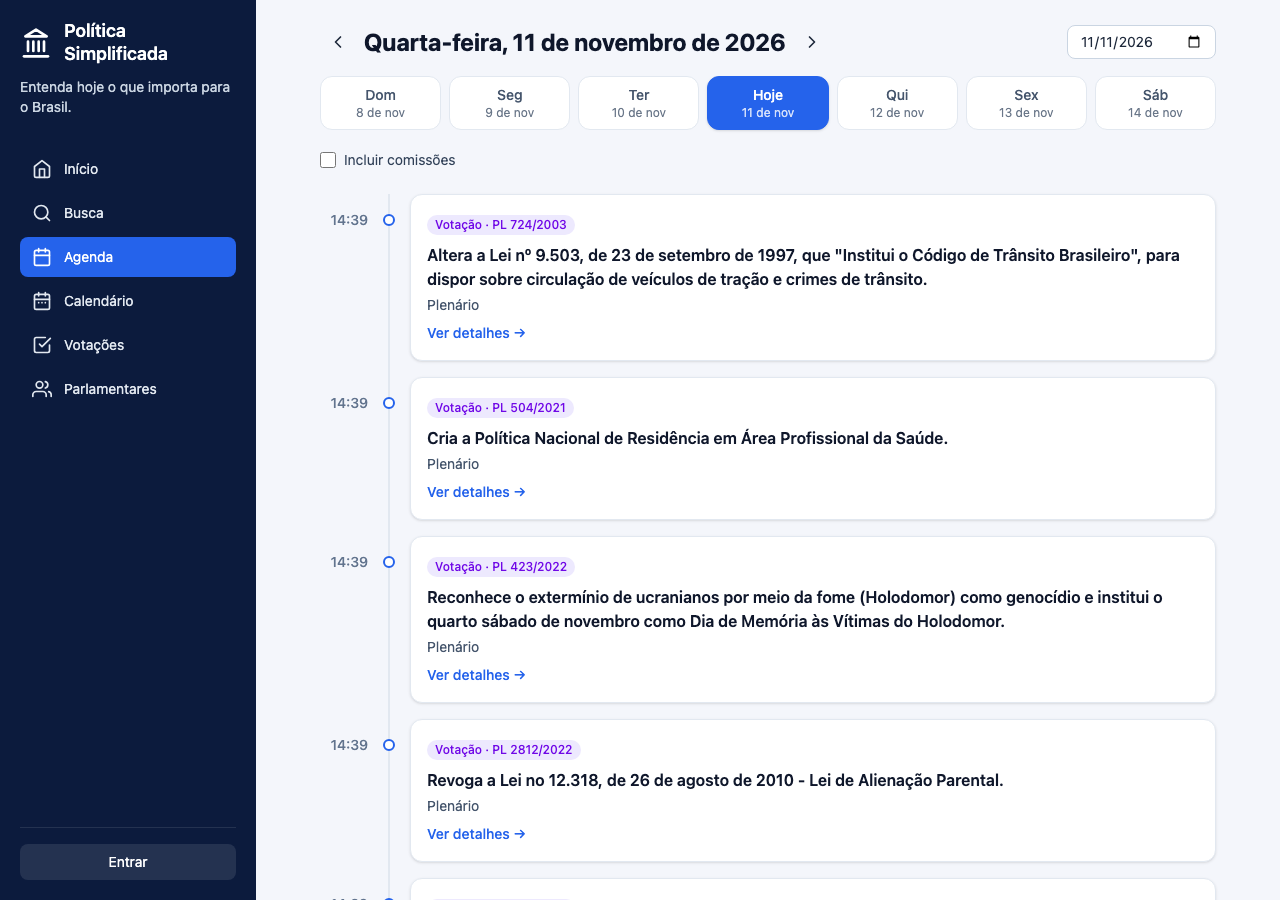 Política
Simplificada
Entenda hoje o que importa para
o Brasil.
Início
Busca
Agenda
Calendário
Votações
Parlamentares
Entrar
Quarta-feira, 11 de novembro de 2026
11/11/2026
Dom
8 de nov
Seg
9 de nov
Ter
10 de nov
Hoje
11 de nov
Qui
12 de nov
Sex
13 de nov
Sáb
14 de nov
Incluir comissões
14:39
Votação · PL 724/2003
Altera a Lei nº 9.503, de 23 de setembro de 1997, que "Institui o Código de Trânsito Brasileiro", para
dispor sobre circulação de veículos de tração e crimes de trânsito.
Plenário
Ver detalhes →
14:39
Votação · PL 504/2021
Cria a Política Nacional de Residência em Área Profissional da Saúde.
Plenário
Ver detalhes →
14:39
Votação · PL 423/2022
Reconhece o extermínio de ucranianos por meio da fome (Holodomor) como genocídio e institui o
quarto sábado de novembro como Dia de Memória às Vítimas do Holodomor.
Plenário
Ver detalhes →
14:39
Votação · PL 2812/2022
Revoga a Lei no 12.318, de 26 de agosto de 2010 - Lei de Alienação Parental.
Plenário
Ver detalhes →